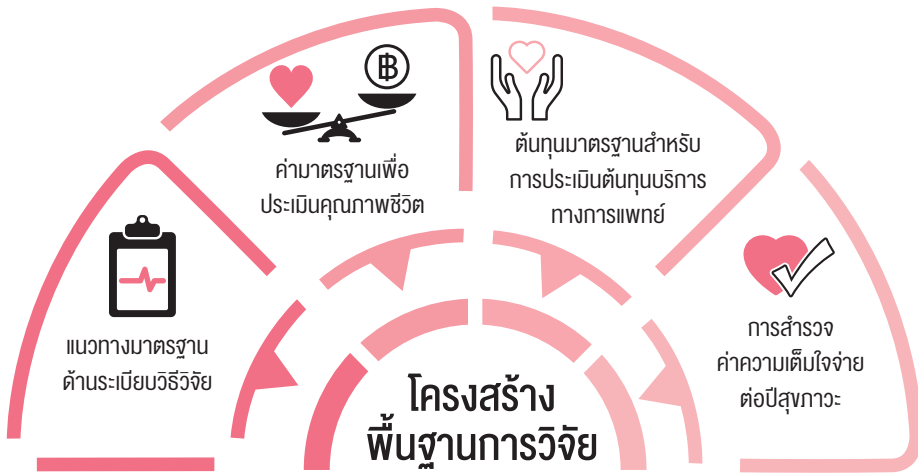 ฿
ค่ามาตรฐานเพื่อ
ประเมินคุณภาพชีวิต
ต้นทุนมาตรฐานสำหรับ
การประเมินต้นทุนบริการ
ทางการแพทย์
แนวทางมาตรฐาน
ด้านระเบียบวิธีวิจัย
การสำรวจ
ค่าความเต็มใจจ่าย
ต่อปีสุขภาวะ
โครงสร้าง
พื้นฐานการวิจัย